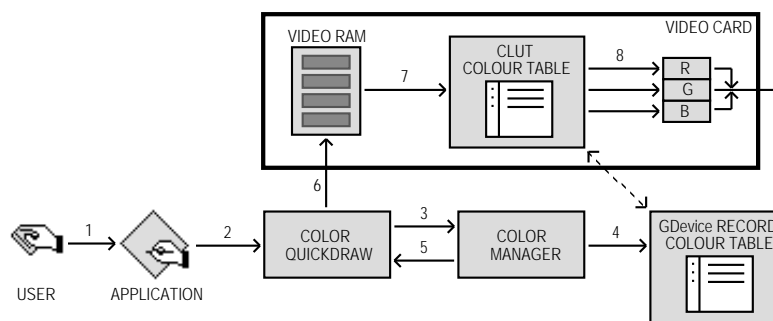 VIDEO CARD
VIDEO RAM
CLUT
COLOUR TABLE
7
8
R
G
B
6
1
2
3
4
5
COLOR
QUICKDRAW
COLOR
MANAGER
GDevice RECORD
COLOUR TABLE
USER
APPLICATION